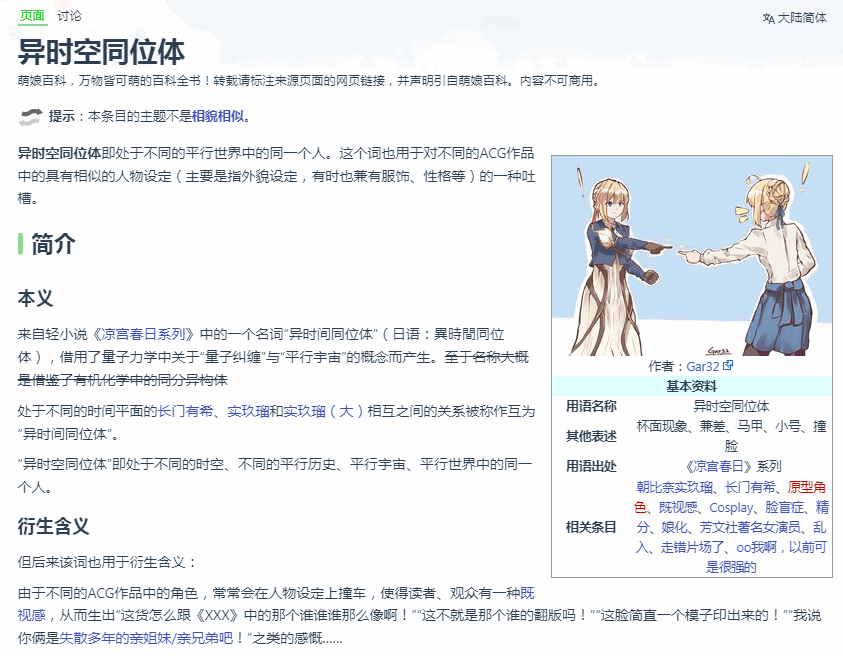 页面 讨论
大陆简体
异时空同位体
萌娘百科，万物皆可萌的百科全书！转载请标注来源页面的网页链接，并声明引自萌娘百科。内容不可商用。
提示：本条目的主题不是相貌相似。
异时空同位体即处于不同的平行世界中的同一个人。这个词也用于对不同的ACG作品
中的具有相似的人物设定（主要是指外貌设定，有时也兼有服饰、性格等）的一种吐
槽。
简介
本义
来自轻小说《凉宫春日系列》中的一个名词“异时间同位体”（日语：異時間同位
体），借用了量子力学中关于“量子纠缠”与“平行宇宙”的概念而产生。至于名称大概
是借鉴了有机化学中的同分异构体
处于不同的时间平面的长门有希、实玖瑠和实玖瑠（大）相互之间的关系被称作互为
“异时间同位体”。
“异时空同位体”即处于不同的时空、不同的平行历史、平行宇宙、平行世界中的同一
个人。
衍生含义
但后来该词也用于衍生含义：
由于不同的ACG作品中的角色，常常会在人物设定上撞车，使得读者、观众有一种既
视感，从而生出“这货怎么跟《XXX》中的那个谁谁谁那么像啊！”“这不就是那个谁的翻版吗！”“这脸简直一个模子印出来的！”“我说
你俩是失散多年的亲姐妹/亲兄弟吧！”之类的感慨……
Gar32
作者：Gar32
基本资料
用语名称 异时空同位体
其他表述 杯面现象、兼差、马甲、小号、撞
脸
用语出处 《凉宫春日》系列
相关条目 朝比奈实玖瑠、长门有希、原型角
色、既视感、Cosplay、脸盲症、精
分、娘化、芳文社著名女演员、乱
入、走错片场了、oo我啊，以前可
是很强的